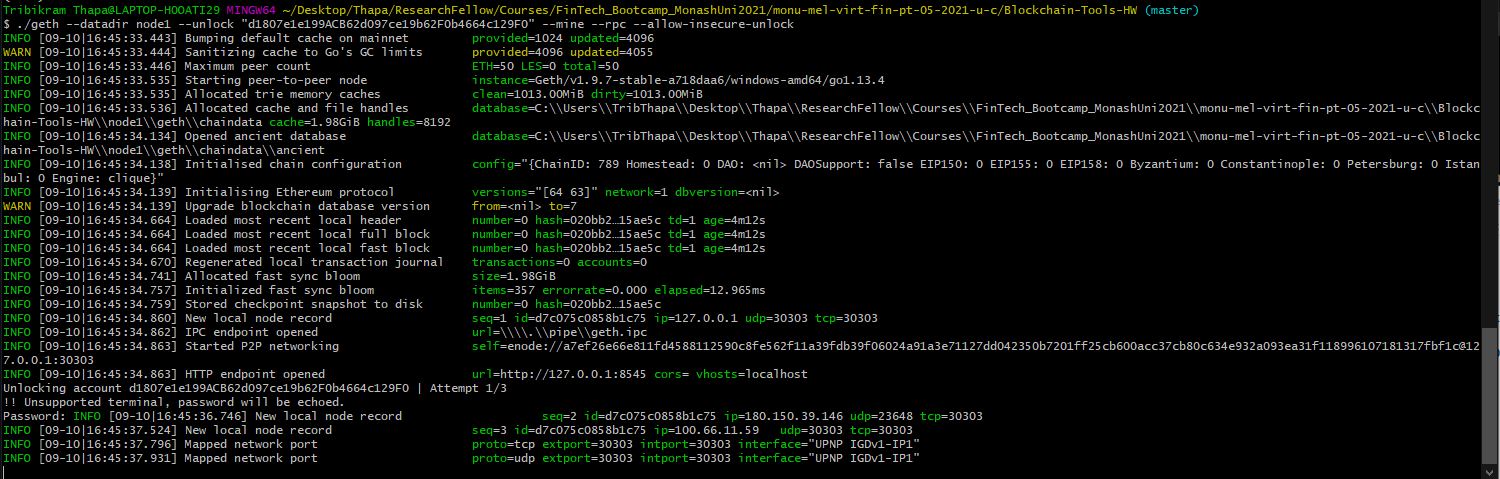 Tribikram Thapa@LAPTOP-HOOATI29 MINGW64 ~/Desktop/Thapa/ResearchFellow/Courses/FinTech_Bootcamp_MonashUni2021/monu-mel-virt-fin-pt-05-2021-u-c/Blockchain-Tools-HW (master)
$ ./geth --datadir node1 --unlock "d1807e1e199ACB62d097ce19b62F0b4664c129F0" --mine --rpc --allow-insecure-unlock
INFO [09-10|16:45:33.443] Bumping default cache on mainnet provided=1024 updated=4096
WARN [09-10|16:45:33.444] Sanitizing cache to Go's GC limits provided=4096 updated=4055
INFO [09-10|16:45:33.446] Maximum peer count ETH=50 LES=0 total=50
INFO [09-10|16:45:33.535] Starting peer-to-peer node instance=Geth/v1.9.7-stable-a718daa6/windows-amd64/go1.13.4
INFO [09-10|16:45:33.535] Allocated trie memory caches clean=1013.00MiB dirty=1013.00MiB
INFO [09-10|16:45:33.536] Allocated cache and file handles database=C:\\Users\\TribThapa\\Desktop\\Thapa\\ResearchFellow\\Courses\\FinTech_Bootcamp_MonashUni2021\\monu-mel-virt-fin-pt-05-2021-u-c\\Blockc
hain-Tools-HW\\node1\\geth\\chaindata cache=1.98GiB handles=8192
INFO [09-10|16:45:34.134] Opened ancient database database=C:\\Users\\TribThapa\\Desktop\\Thapa\\ResearchFellow\\Courses\\FinTech_Bootcamp_MonashUni2021\\monu-mel-virt-fin-pt-05-2021-u-c\\Blockc
hain-Tools-HW\\node1\\geth\\chaindata\\ancient
INFO [09-10|16:45:34.138] Initialised chain configuration config="{ChainID: 789 Homestead: 0 DAO: <nil> DAOSupport: false EIP150: 0 EIP155: 0 EIP158: 0 Byzantium: 0 Constantinople: 0 Petersburg: 0 Istan
bul: 0 Engine: clique}"
INFO [09-10|16:45:34.139] Initialising Ethereum protocol versions="[64 63]" network=1 dbversion=<nil>
WARN [09-10|16:45:34.139] Upgrade blockchain database version from=<nil> to=7
INFO [09-10|16:45:34.664] Loaded most recent local header number=0 hash=020bb2…15ae5c td=1 age=4m12s
INFO [09-10|16:45:34.664] Loaded most recent local full block number=0 hash=020bb2…15ae5c td=1 age=4m12s
INFO [09-10|16:45:34.664] Loaded most recent local fast block number=0 hash=020bb2…15ae5c td=1 age=4m12s
INFO [09-10|16:45:34.670] Regenerated local transaction journal transactions=0 accounts=0
INFO [09-10|16:45:34.741] Allocated fast sync bloom size=1.98GiB
INFO [09-10|16:45:34.757] Initialized fast sync bloom items=357 errorrate=0.000 elapsed=12.965ms
INFO [09-10|16:45:34.759] Stored checkpoint snapshot to disk number=0 hash=020bb2…15ae5c
INFO [09-10|16:45:34.860] New local node record seq=1 id=d7c075c0858b1c75 ip=127.0.0.1 udp=30303 tcp=30303
INFO [09-10|16:45:34.862] IPC endpoint opened url=\\\\.\\pipe\\geth.ipc
INFO [09-10|16:45:34.863] Started P2P networking self=enode://a7ef26e66e811fd4588112590c8fe562f11a39fdb39f06024a91a3e71127dd042350b7201ff25cb600acc37cb80c634e932a093ea31f118996107181317fbf1c@12
7.0.0.1:30303
INFO [09-10|16:45:34.863] HTTP endpoint opened url=http://127.0.0.1:8545 cors= vhosts=localhost
Unlocking account d1807e1e199ACB62d097ce19b62F0b4664c129F0 | Attempt 1/3
!! Unsupported terminal, password will be echoed.
Password: INFO [09-10|16:45:36.746] New local node record seq=2 id=d7c075c0858b1c75 ip=180.150.39.146 udp=23648 tcp=30303
INFO [09-10|16:45:37.524] New local node record seq=3 id=d7c075c0858b1c75 ip=100.66.11.59 udp=30303 tcp=30303
INFO [09-10|16:45:37.796] Mapped network port proto=tcp extport=30303 intport=30303 interface="UPNP IGDv1-IP1"
INFO [09-10|16:45:37.931] Mapped network port proto=udp extport=30303 intport=30303 interface="UPNP IGDv1-IP1"